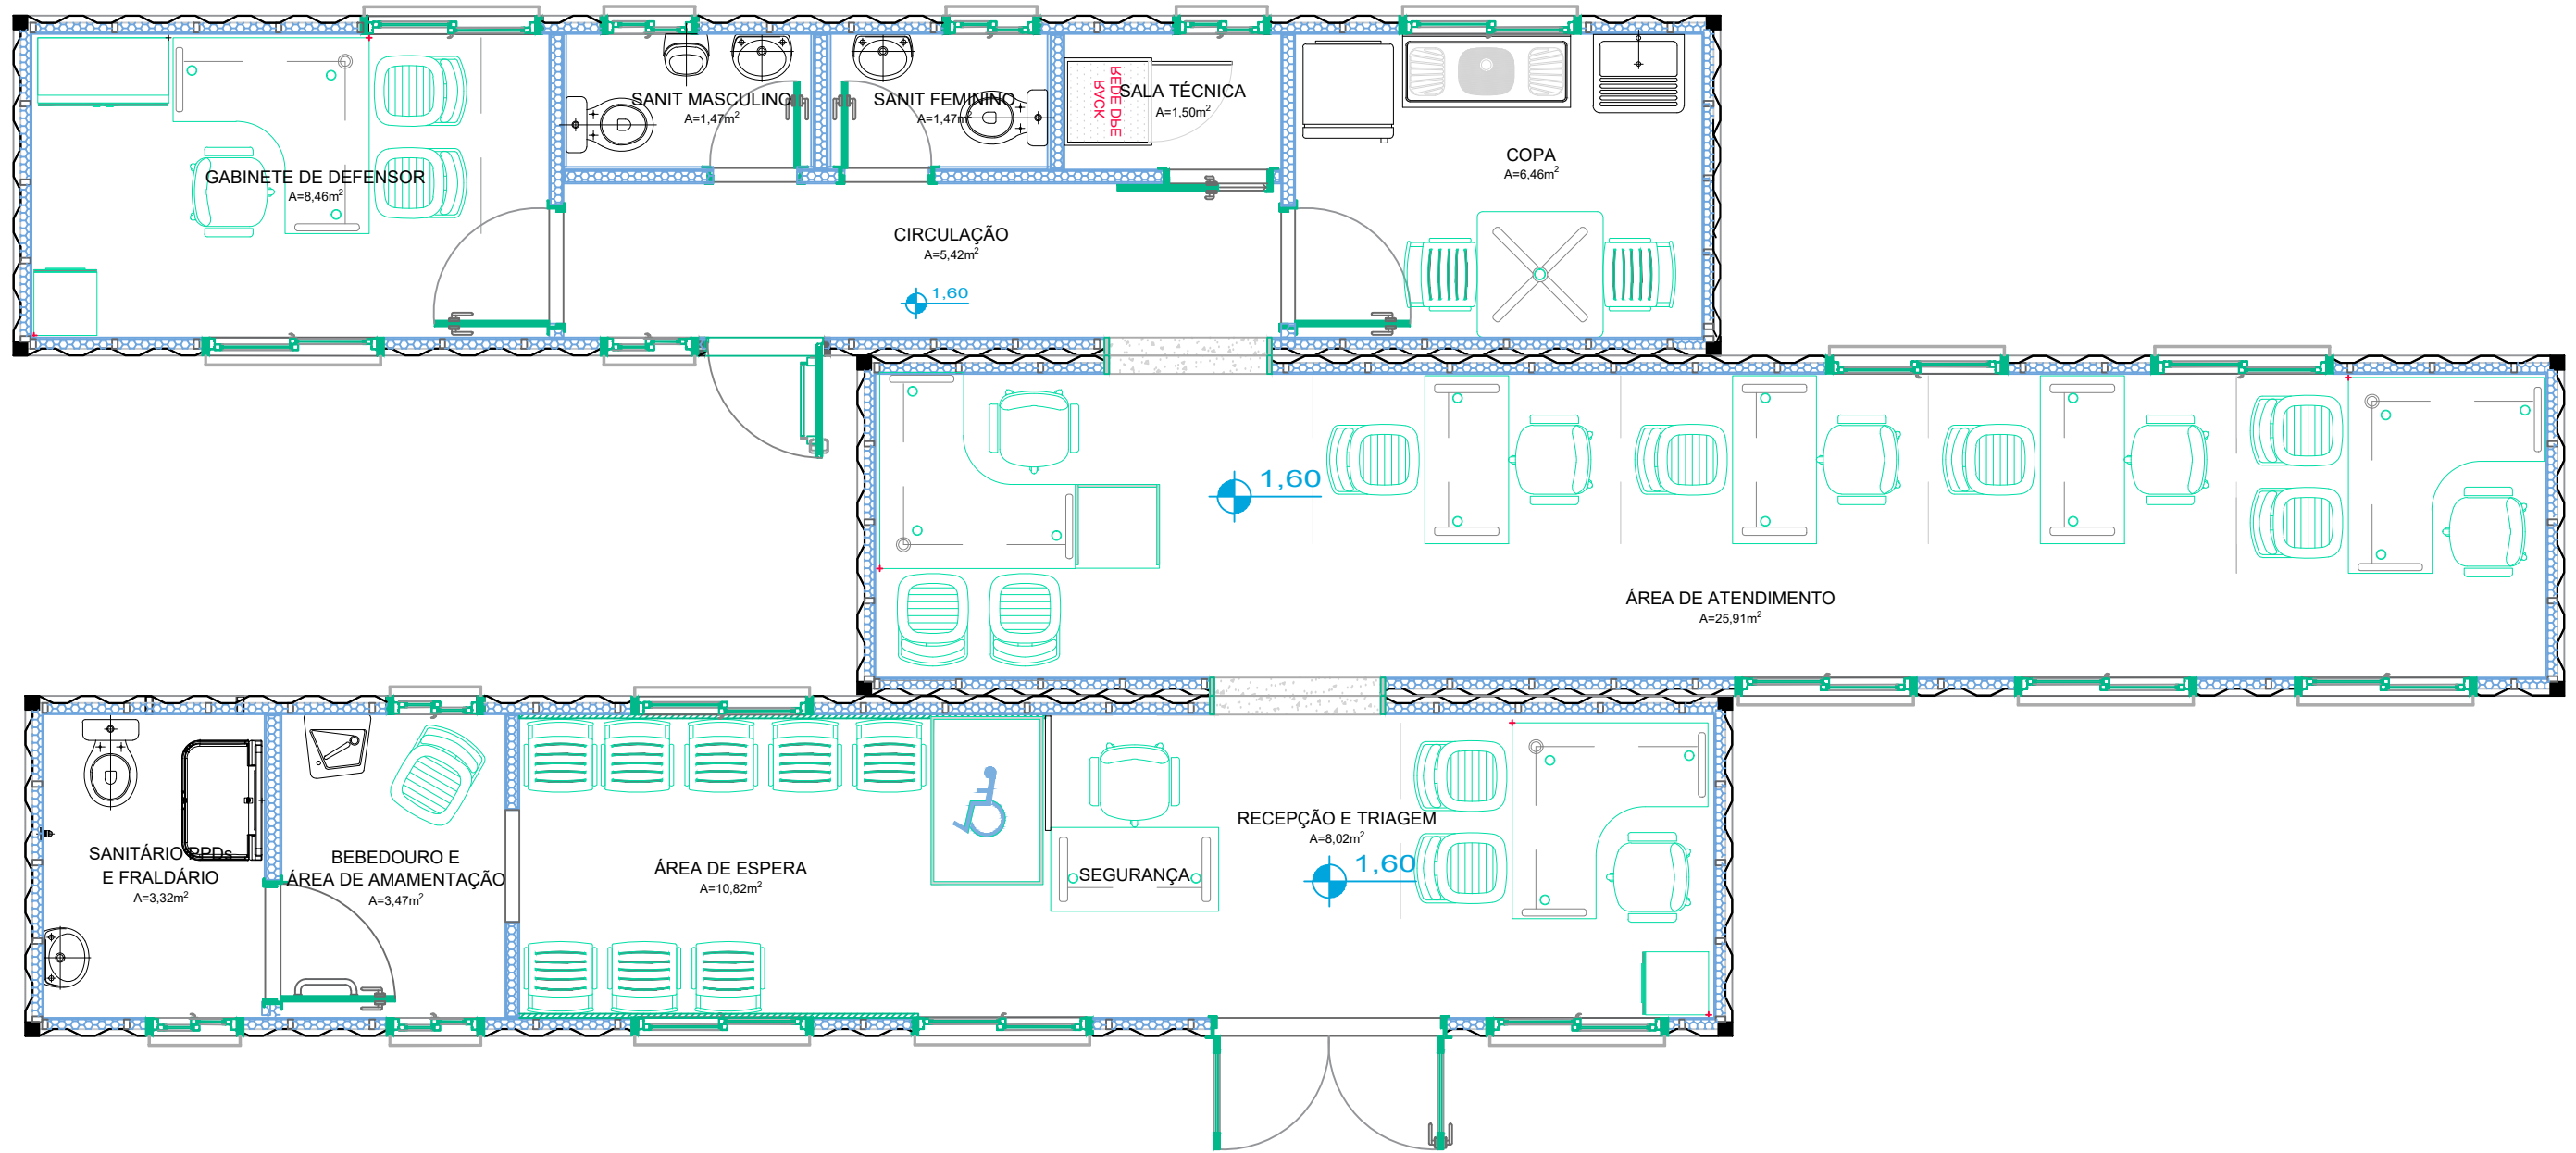 SANIT MASCULINO
A=1,47m²
SANIT FEMININO
A=1,47m²
REDE DPE
RACK
SALA TÉCNICA
A=1,50m²
COPA
A=6,46m²
GABINETE DE DEFENSOR
A=8,46m²
CIRCULAÇÃO
A=5,42m²
1,60
1,60
ÁREA DE ATENDIMENTO
A=25,91m²
SANITÁRIO PPDs
E FRALDÁRIO
A=3,32m²
BEBEDOURO E
ÁREA DE AMAMENTAÇÃO
A=3,47m²
ÁREA DE ESPERA
A=10,82m²
SEGURANÇA
RECEPÇÃO E TRIAGEM
A=8,02m²
1,60